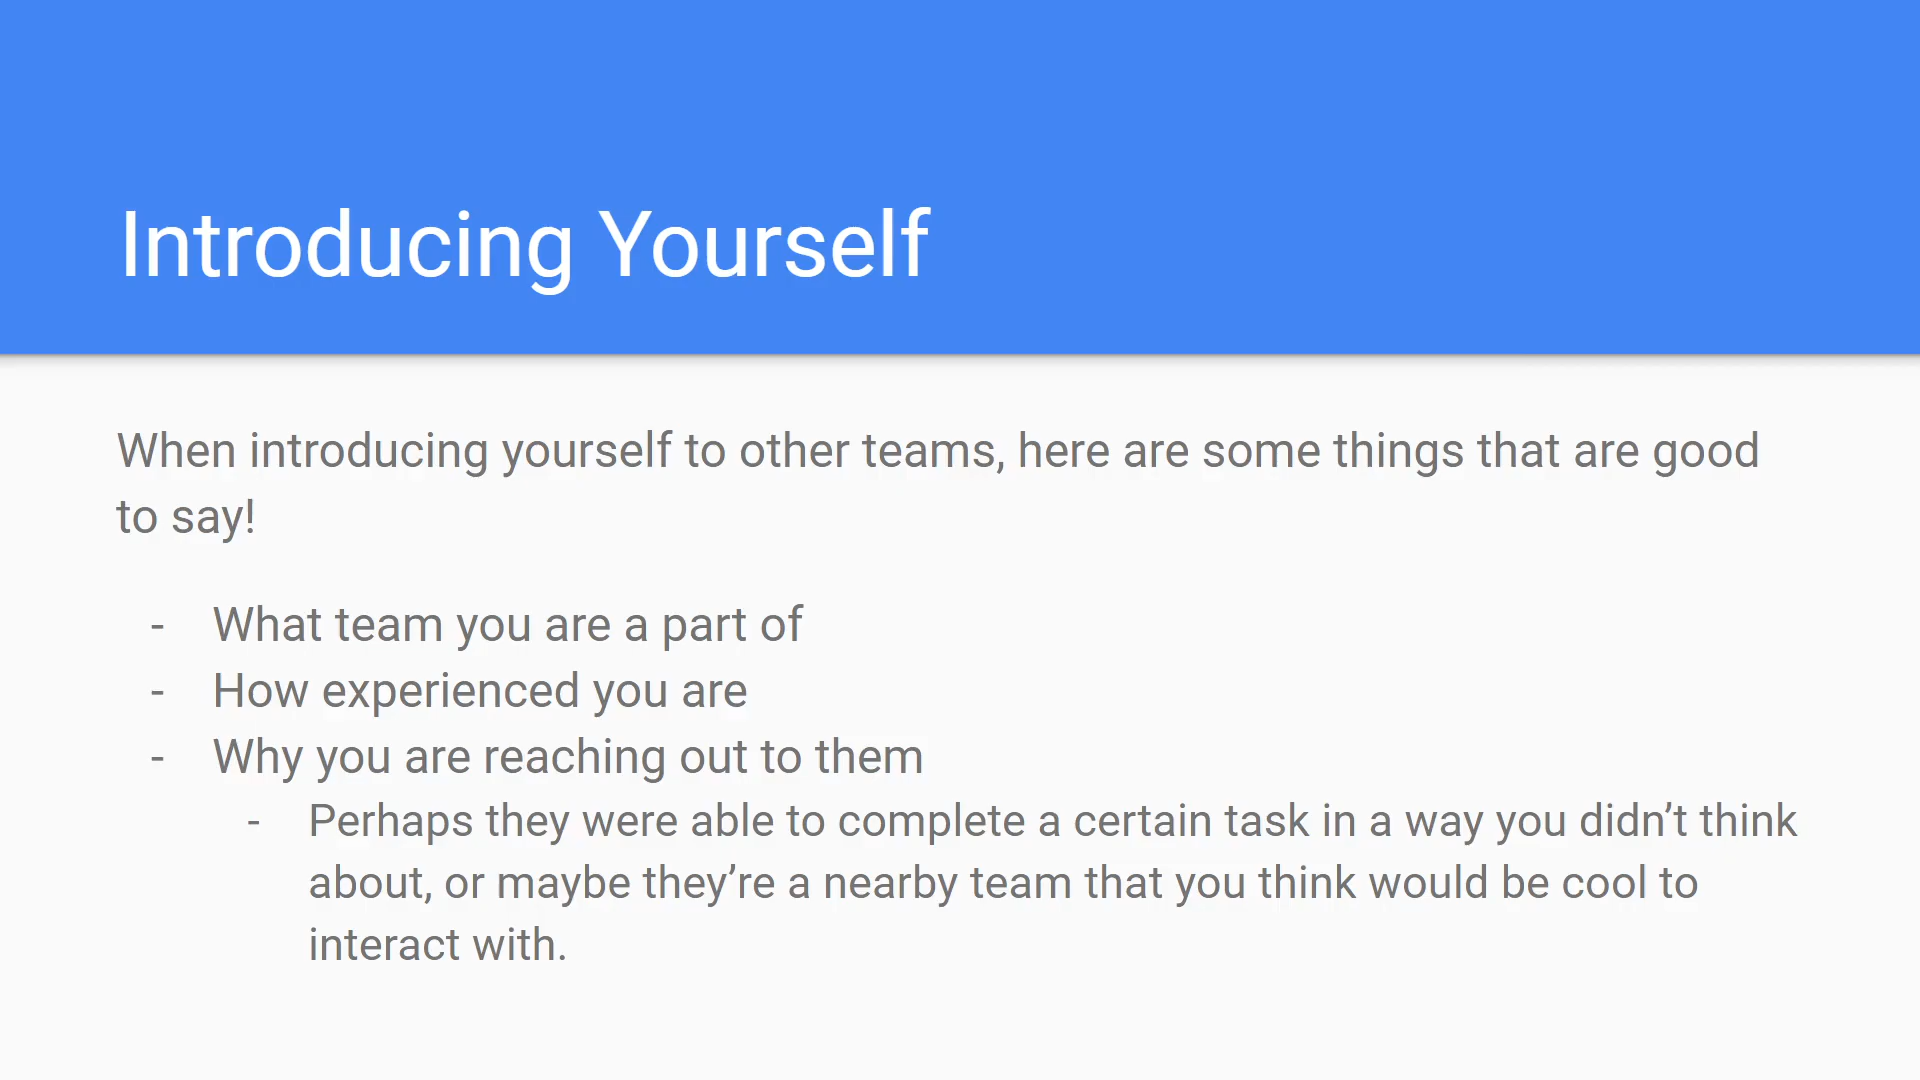 Introducing Yourself
When introducing yourself to other teams, here are some things that are good
to say!
- What team you are a part of
- How experienced you are
- Why you are reaching out to them
- Perhaps they were able to complete a certain task in a way you didn’t think
about, or maybe they’re a nearby team that you think would be cool to
interact with.